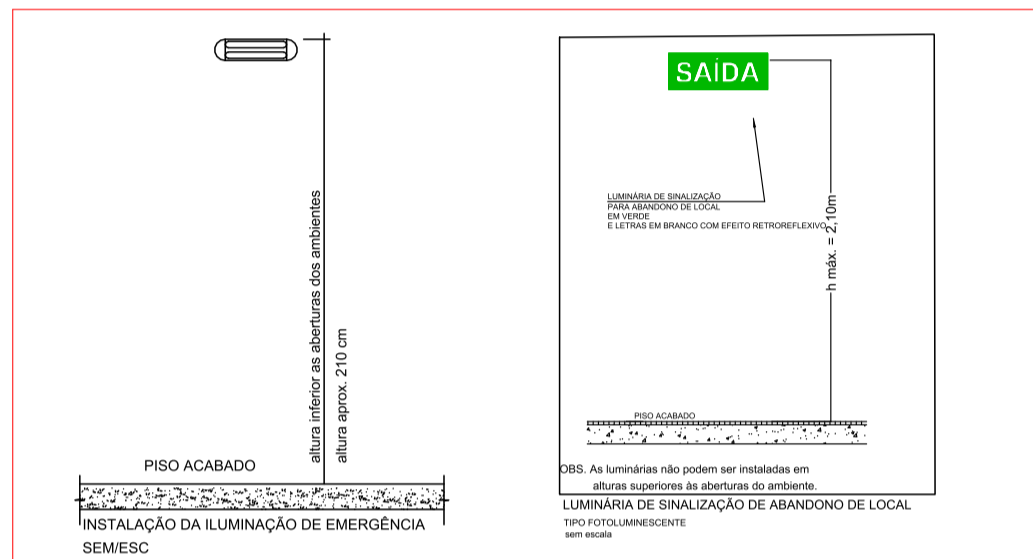 altura inferior as aberturas dos ambientes
altura aprox. 210 cm
PISO ACABADO
INSTALAÇÃO DA ILUMINAÇÃO DE EMERGÊNCIA
SEM/ESC
SAÍDA
LUMINÁRIA DE SINALIZAÇÃO
PARA ABANDONO DE LOCAL
EM VERDE
E LETRAS EM BRANCO COM EFEITO RETROREFLEXIVO
h máx. = 2,10m
PISO ACABADO
OBS. As luminárias não podem ser instaladas em
alturas superiores às aberturas do ambiente.
LUMINÁRIA DE SINALIZAÇÃO DE ABANDONO DE LOCAL
TIPO FOTOLUMINESCENTE
sem escala